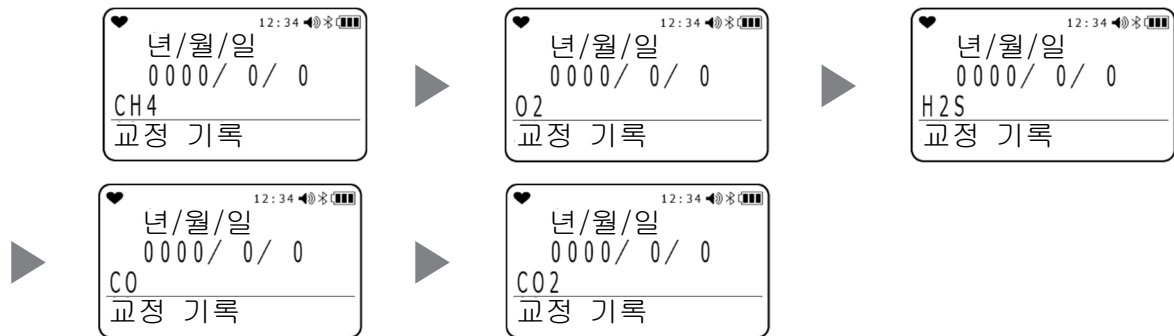 12:34
년/월/일
0000/ 0/ 0
CH4
교정 기록
12:34
년/월/일
0000/ 0/ 0
O2
교정 기록
12:34
년/월/일
0000/ 0/ 0
H2S
교정 기록
12:34
년/월/일
0000/ 0/ 0
CO
교정 기록
12:34
년/월/일
0000/ 0/ 0
CO2
교정 기록